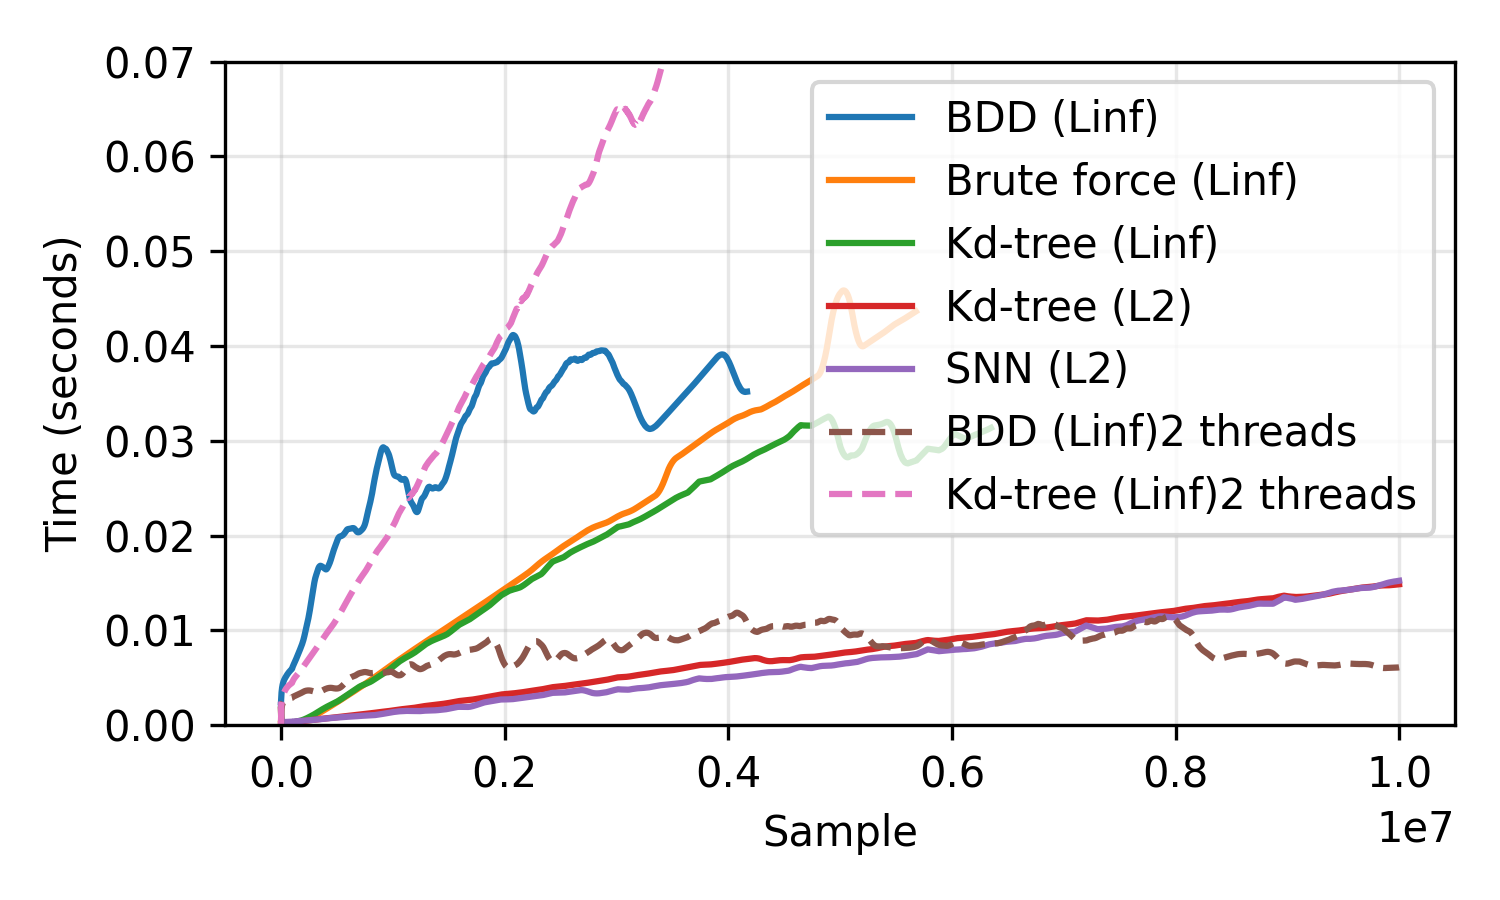 0.07
0.06
0.05
0.04
0.03
0.02
0.01
0.00
Time (seconds)
BDD (Linf)
Brute force (Linf)
Kd-tree (Linf)
Kd-tree (L2)
SNN (L2)
BDD (Linf)2 threads
Kd-tree (Linf)2 threads
0.0 0.2 0.4 0.6 0.8 1.0
Sample
1e7